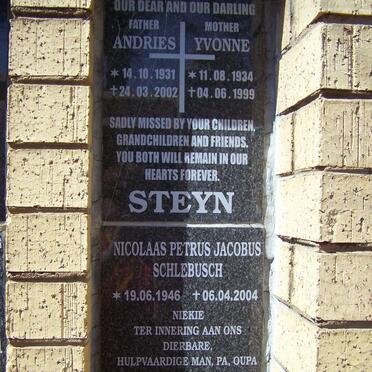 OUR DEAR AND OUR DARLING
FATHER MOTHER
ANDRIES YVONNE
* 14.10.1931 * 11.08.1934
+ 24.03.2002 + 04.06.1999
SADLY MISSED BY YOUR CHILDREN,
GRANDCHILDREN AND FRIENDS.
YOU BOTH WILL REMAIN IN OUR
HEARTS FOREVER.
STEYN
NICOLAAS PETRUS JACOBUS
SCHLEBUSCH
* 19.06.1946 + 06.04.2004
NIEKIE
TER INNERING AAN ONS
DIERBARE,
HULPVAARDIGE MAN, PA, OUPA